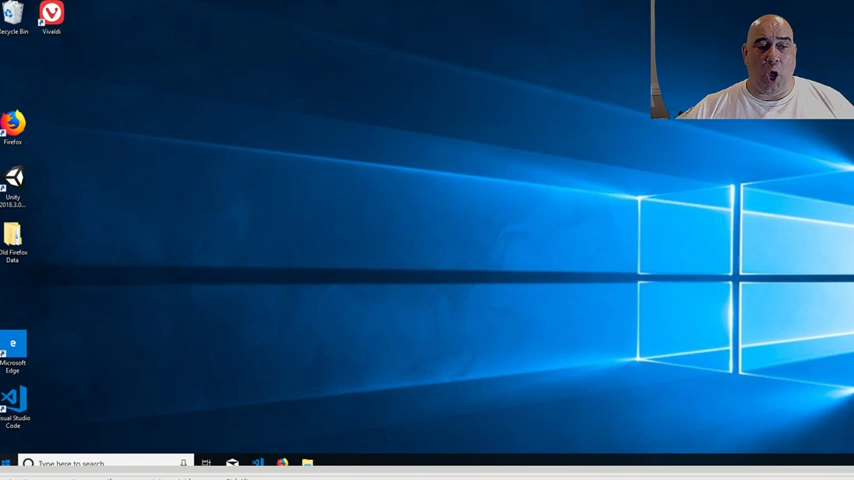 Recycle Bin
Vivaldi
Firefox
Unity
2018.3.0...
Old Firefox
Data
e
Microsoft
Edge
Visual Studio
Code
Type here to search